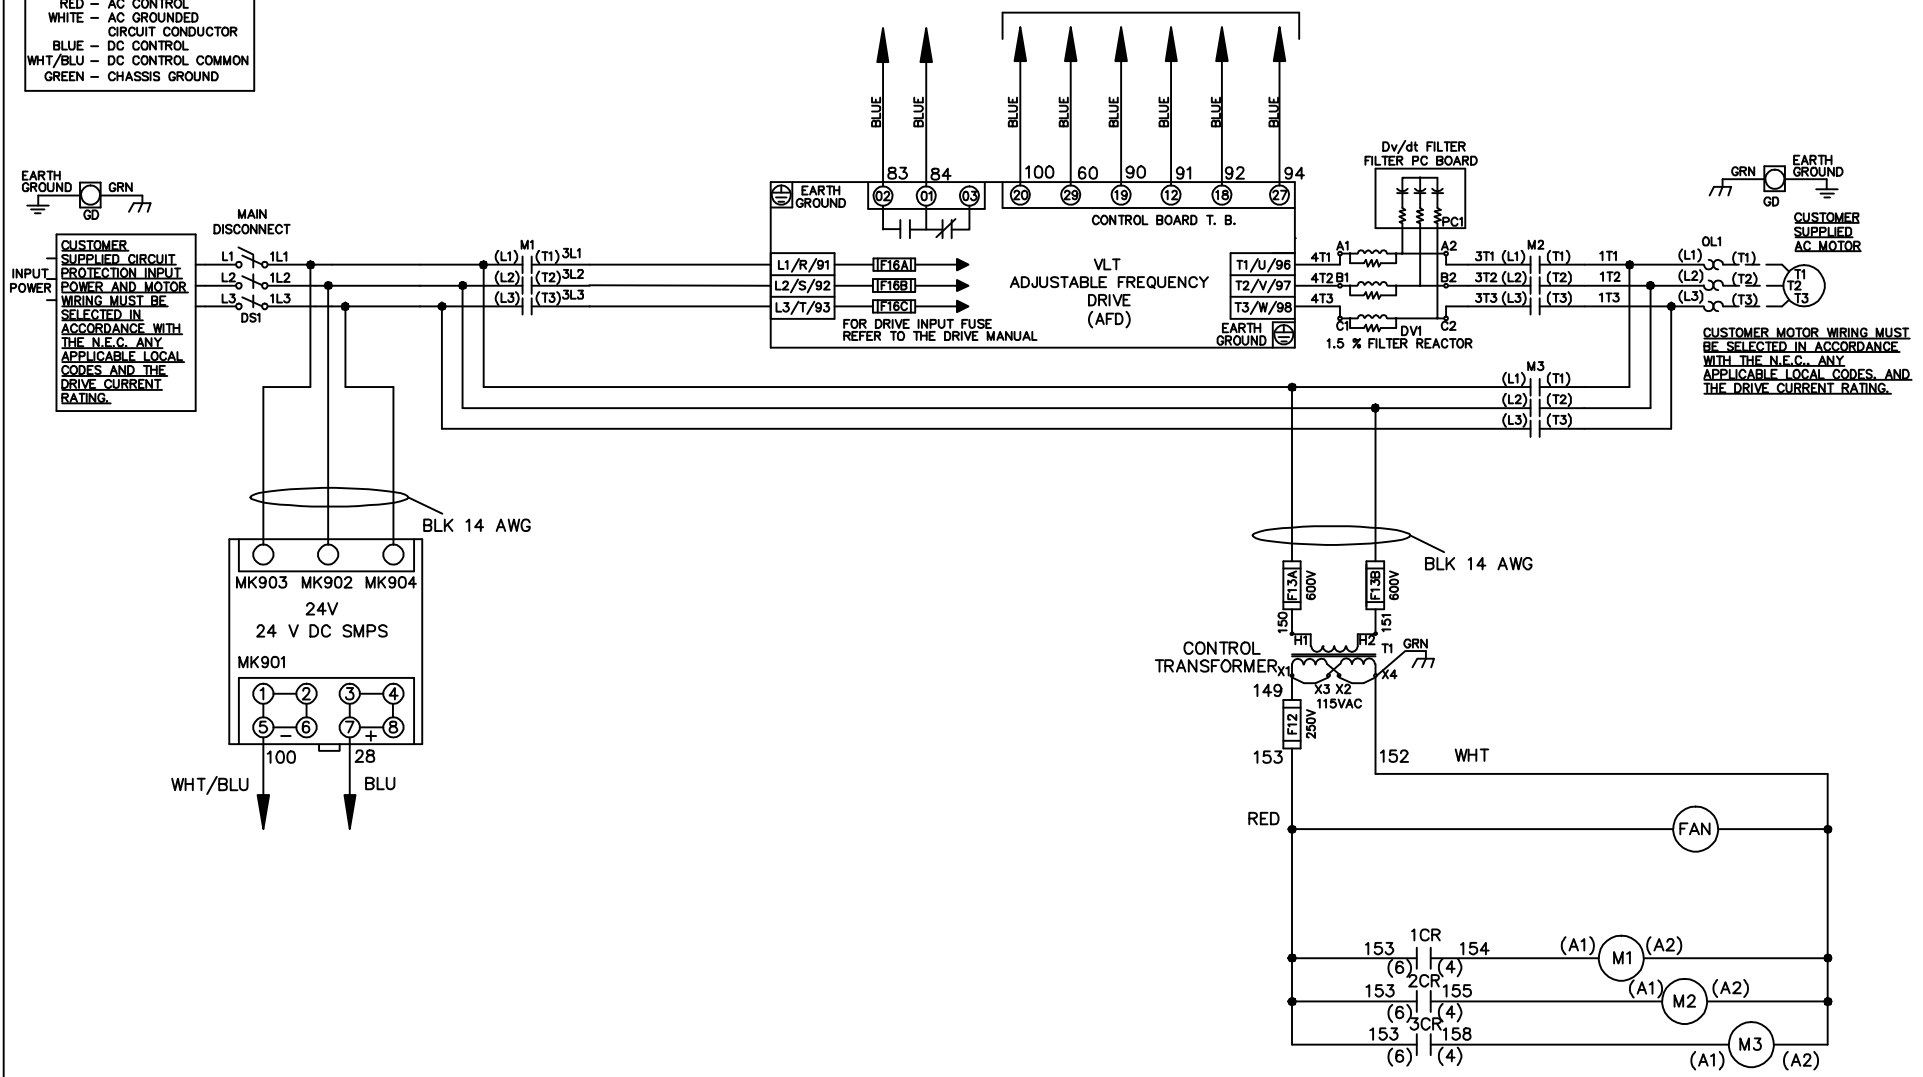 RED – AC CONTROL
WHITE – AC GROUNDED
CIRCUIT CONDUCTOR
BLUE – DC CONTROL
WHT/BLU – DC CONTROL COMMON
GREEN – CHASSIS GROUND
BLUE
BLUE
BLUE
BLUE
BLUE
BLUE
BLUE
BLUE
83
84
100
60
90
91
92
94
EARTH
GROUND
02
01
03
20
29
19
12
18
27
CONTROL BOARD T. B.
EARTH
GROUND
GRN
GD
CUSTOMER
SUPPLIED CIRCUIT
PROTECTION INPUT
POWER AND MOTOR
WIRING MUST BE
SELECTED IN
ACCORDANCE WITH
THE N.E.C. ANY
APPLICABLE LOCAL
CODES AND THE
DRIVE CURRENT
RATING.
INPUT
POWER
MAIN
DISCONNECT
L1
1L1
L2
1L2
L3
1L3
DS1
M1
(L1)
(T1)
3L1
(L2)
(T2)
3L2
(L3)
(T3)
3L3
L1/R/91
L2/S/92
L3/T/93
F16A
F16B
F16C
FOR DRIVE INPUT FUSE
REFER TO THE DRIVE MANUAL
VLT
ADJUSTABLE FREQUENCY
DRIVE
(AFD)
T1/U/96
T2/V/97
T3/W/98
EARTH
GROUND
4T1
4T2
4T3
A1
A2
B1
B2
C1
C2
DV1
1.5 % FILTER REACTOR
Dv/dt FILTER
FILTER PC BOARD
PC1
M2
3T1
(L1)
(T1)
1T1
3T2
(L2)
(T2)
1T2
3T3
(L3)
(T3)
1T3
OL1
(L1)
(T1)
(L2)
(T2)
(L3)
(T3)
T1
T2
T3
GRN
EARTH
GROUND
GD
CUSTOMER
SUPPLIED
AC MOTOR
CUSTOMER MOTOR WIRING MUST
BE SELECTED IN ACCORDANCE
WITH THE N.E.C., ANY
APPLICABLE LOCAL CODES, AND
THE DRIVE CURRENT RATING.
M3
(L1)
(T1)
(L2)
(T2)
(L3)
(T3)
BLK 14 AWG
MK903
MK902
MK904
24V
24 V DC SMPS
MK901
1
2
3
4
5
6
7
8
–
+
100
28
WHT/BLU
BLU
BLK 14 AWG
F13A
600V
F13B
600V
150
151
H1
H2
T1
GRN
CONTROL
TRANSFORMER
X1
X3
X2
X4
115VAC
149
F12
250V
153
152
WHT
RED
FAN
1CR
153
154
(6)
(4)
(A1)
M1
(A2)
2CR
153
155
(6)
(4)
(A1)
M2
(A2)
3CR
153
158
(6)
(4)
(A1)
M3
(A2)